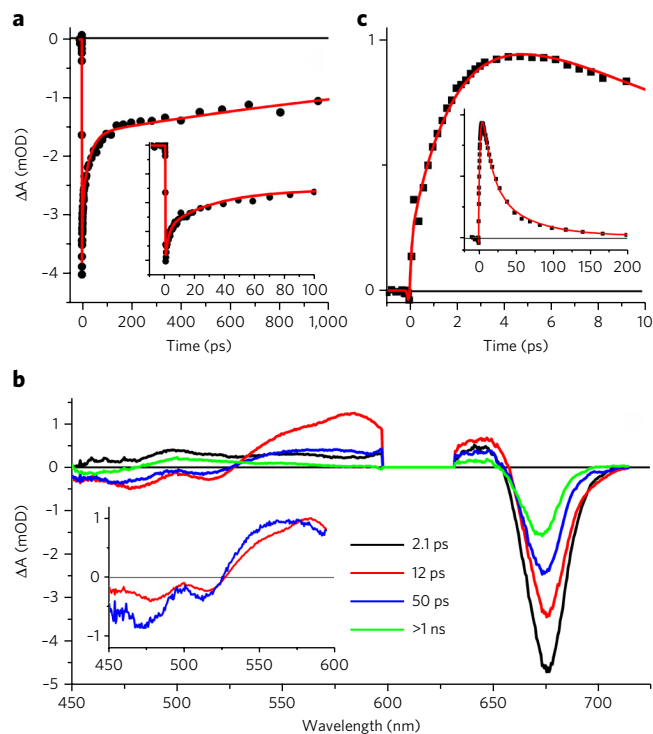 a
0
-1
-2
-3
-4
ΔA (mOD)
0 20 40 60 80 100
0 200 400 600 800 1,000
Time (ps)
c
1
0
ΔA (mOD)
0 50 100 150 200
0 2 4 6 8 10
Time (ps)
b
1
0
-1
-2
-3
-4
-5
ΔA (mOD)
1
0
-1
450 500 550 600
2.1 ps
12 ps
50 ps
>1 ns
450 500 550 600 650 700
Wavelength (nm)